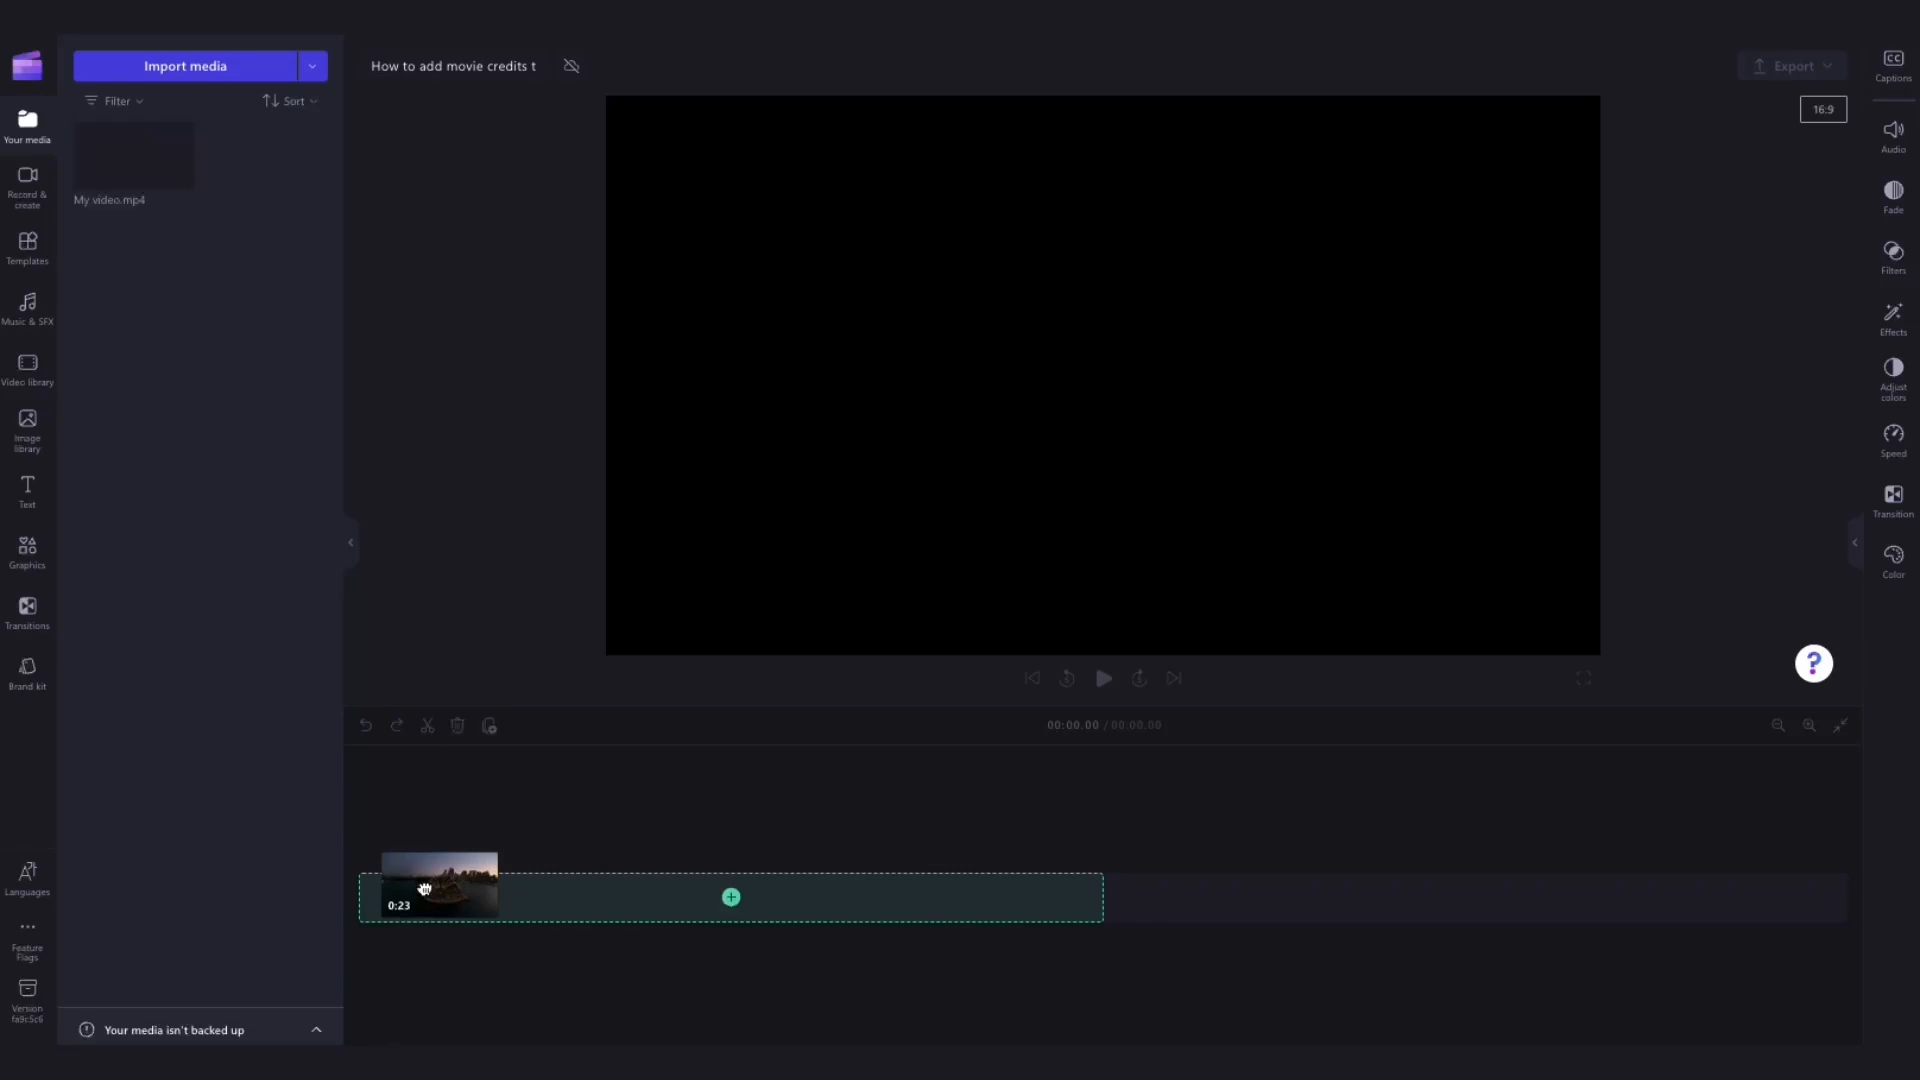 Import media
How to add movie credits t
Export
CC
Captions
Filter
Sort
16:9
Your media
Audio
Record &
create
My video.mp4
Fade
Templates
Filters
Music & SFX
Effects
Video library
Adjust
colors
Image
library
Speed
Text
Transition
Graphics
Color
Transitions
?
Brand kit
00:00.00 / 00:00.00
0:23
Languages
Feature
Flags
Version
fa9c5c6
Your media isn't backed up